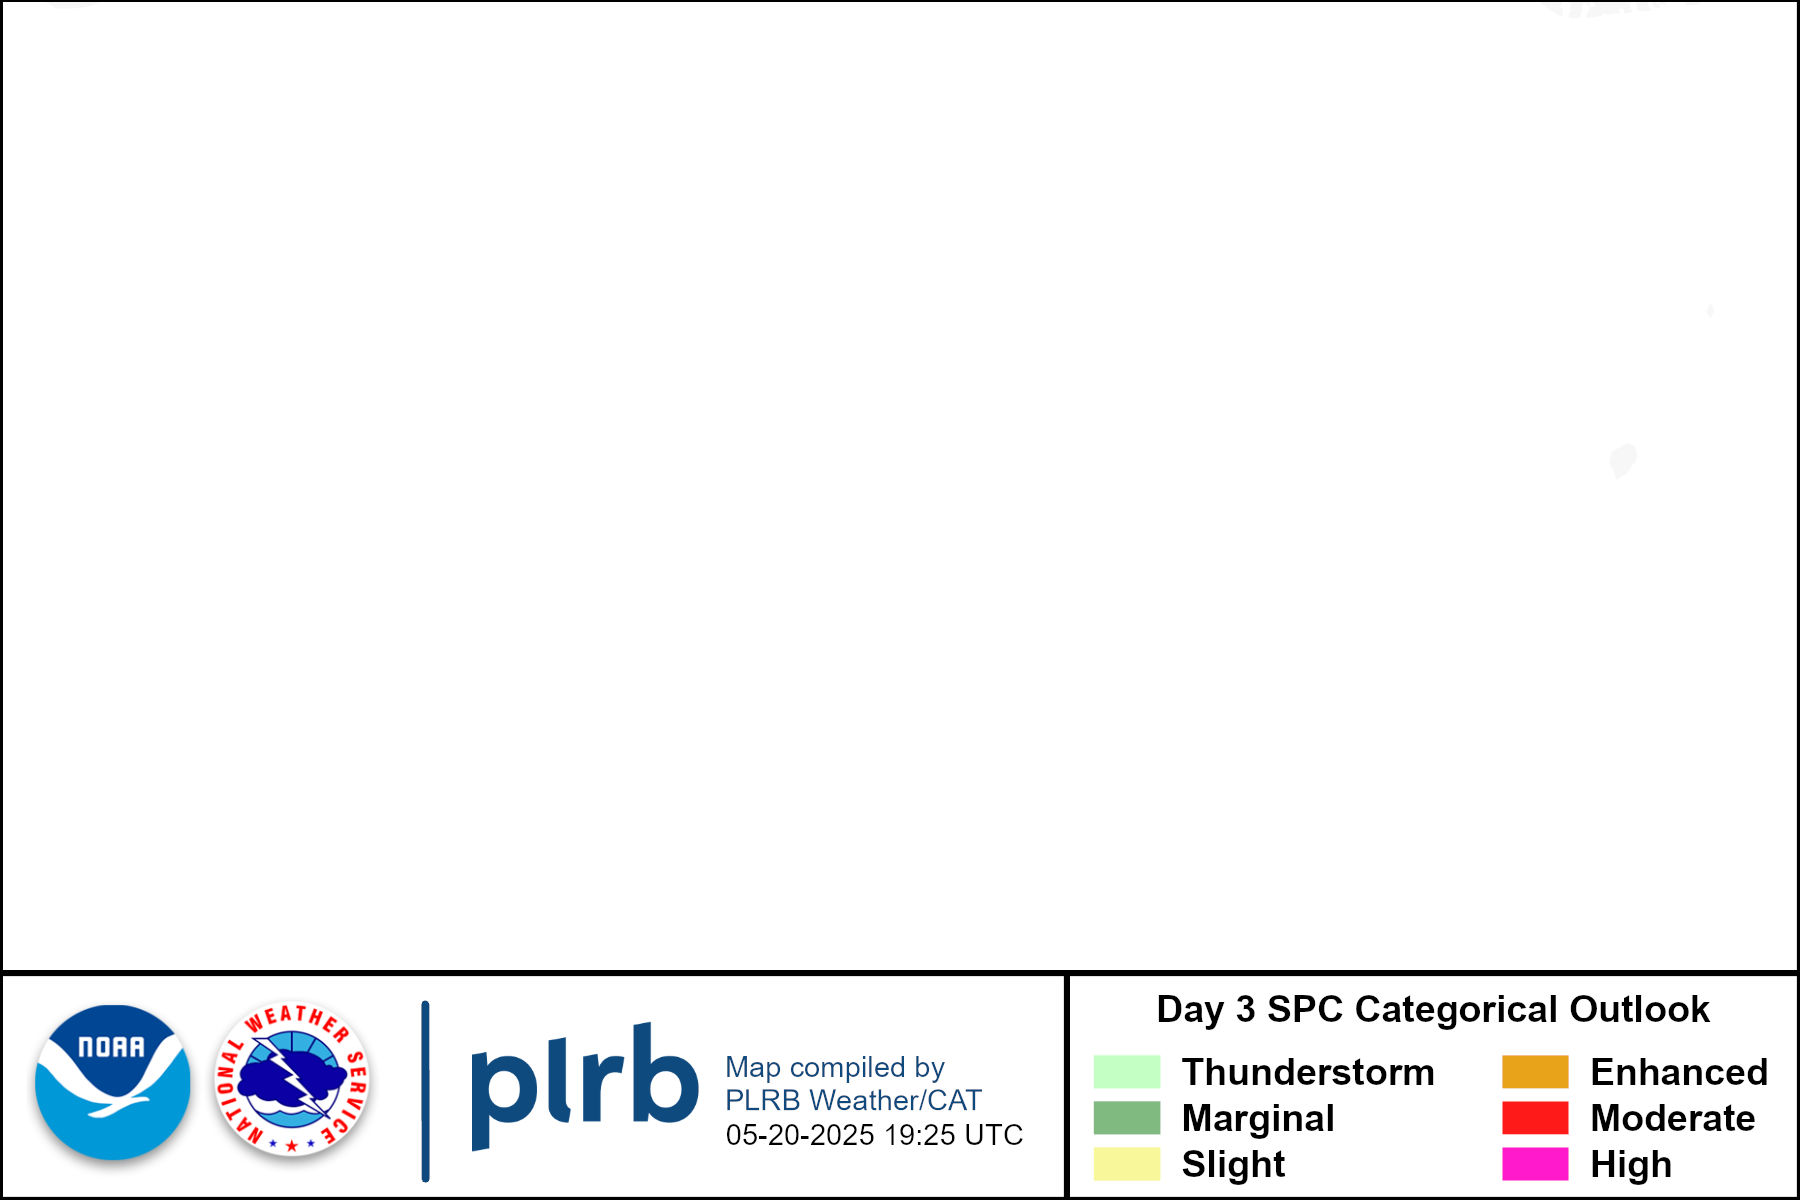 NOAA
NATIONAL WEATHER SERVICE
plrb
Map compiled by
PLRB Weather/CAT
05-20-2025 19:25 UTC
Day 3 SPC Categorical Outlook
Thunderstorm
Marginal
Slight
Enhanced
Moderate
High